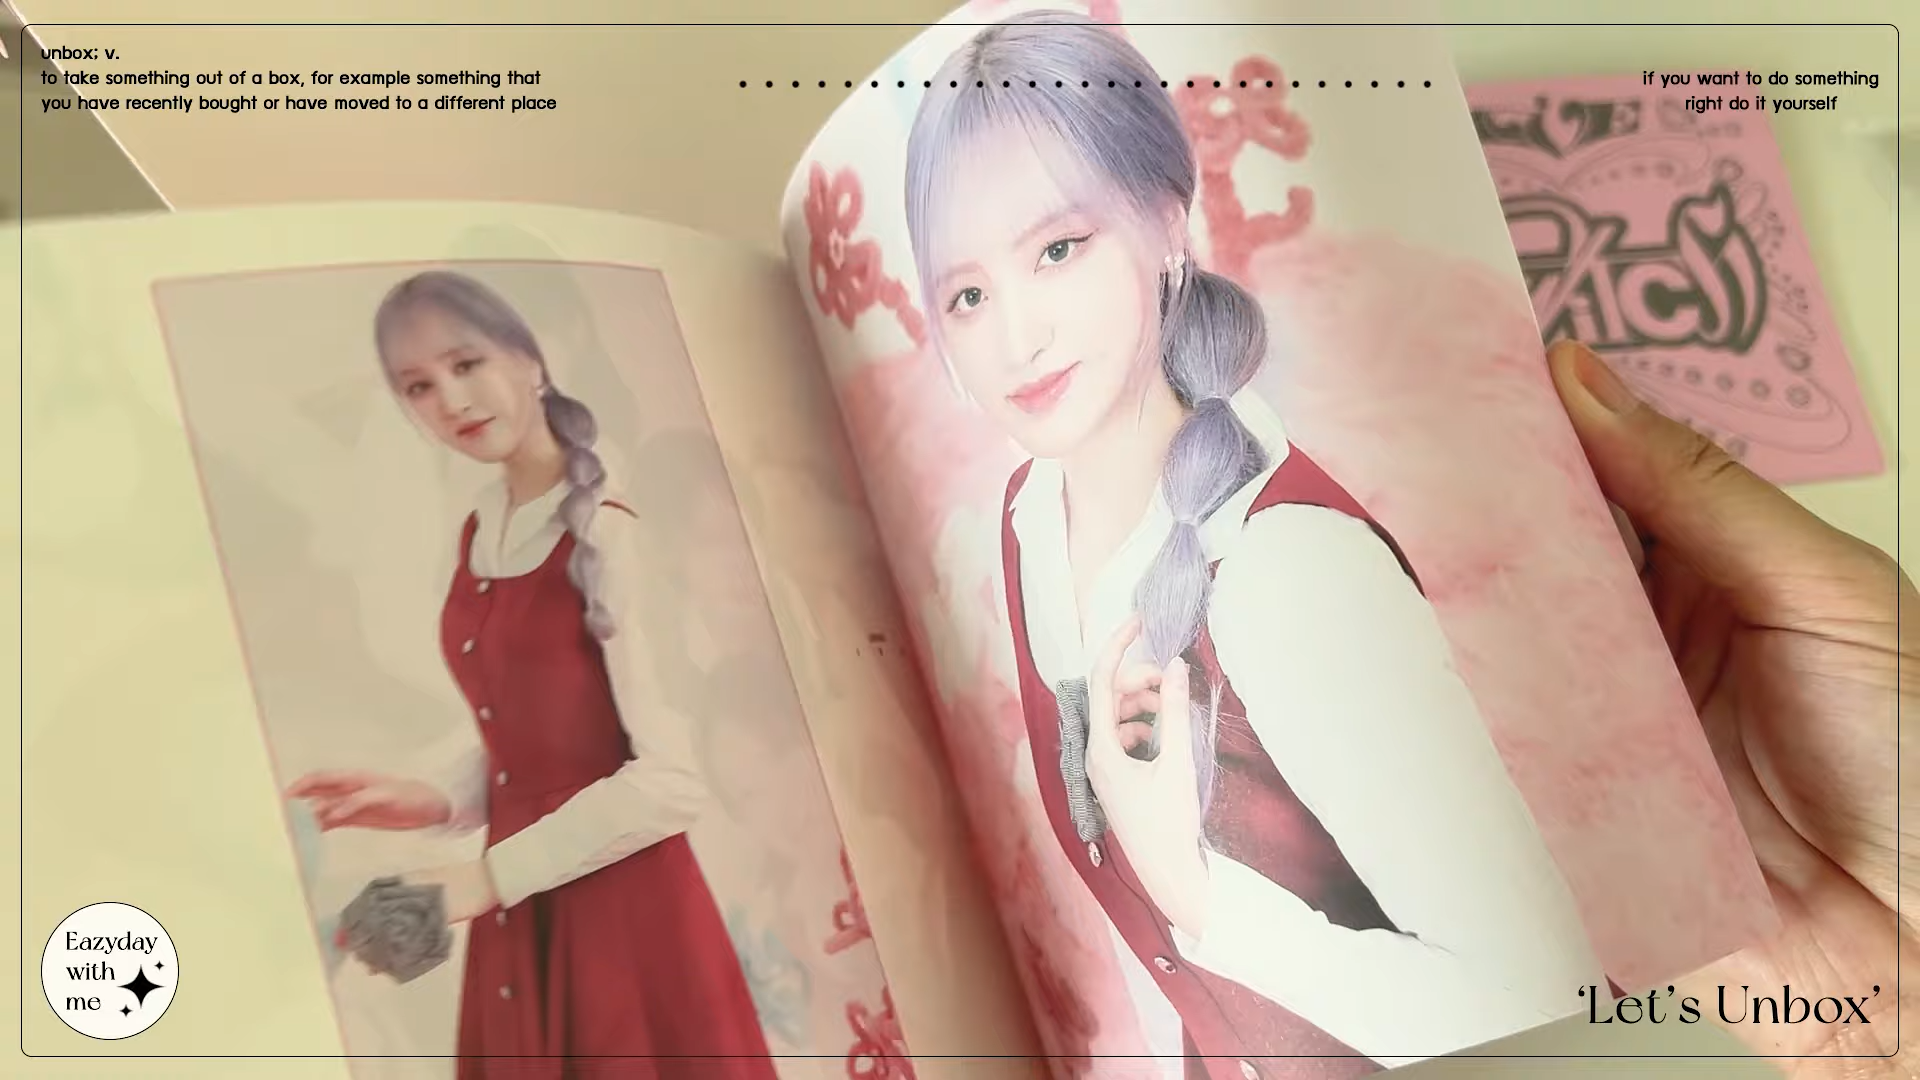 unbox; v.
to take something out of a box, for example something that
you have recently bought or have moved to a different place
if you want to do something
right do it yourself
Eazyday
with
me
‘Let’s Unbox’